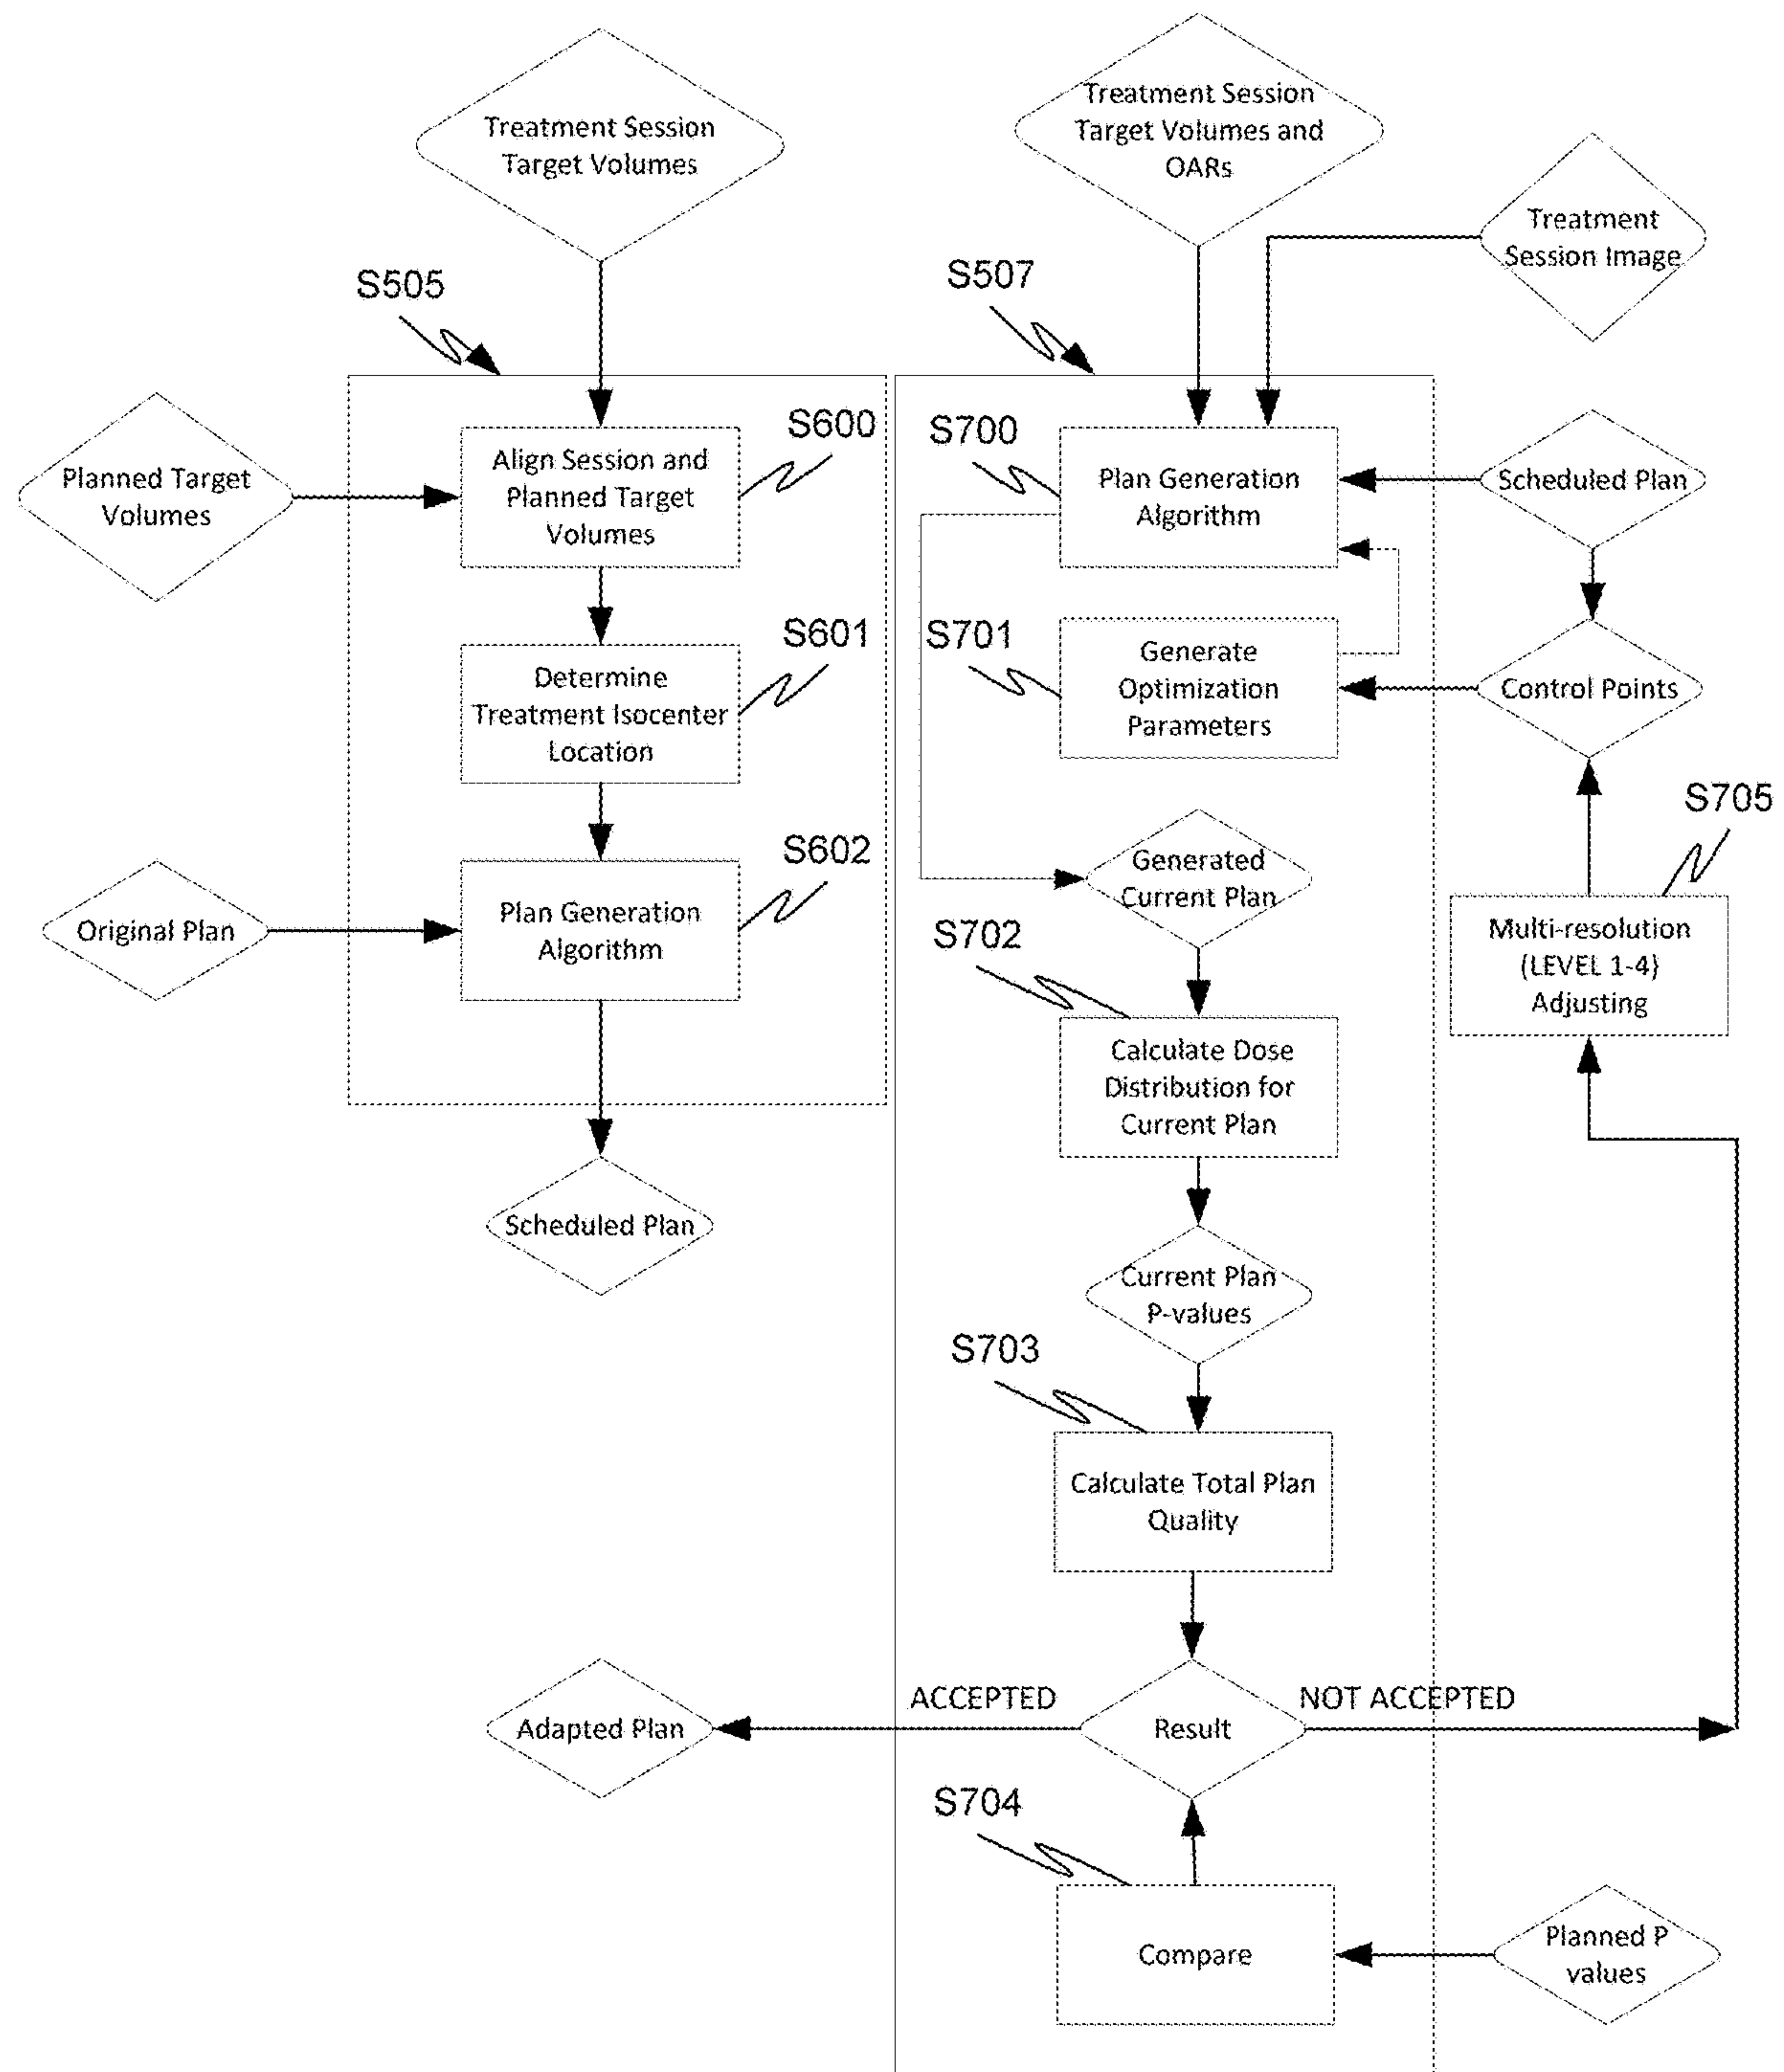 Treatment Session
Target Volumes
Treatment Session
Target Volumes and
OARs
Treatment
Session Image
S505
S507
Planned Target
Volumes
Align Session and
Planned Target
Volumes
S600
S700
Plan Generation
Algorithm
Scheduled Plan
Determine
Treatment Isocenter
Location
S601
S701
Generate
Optimization
Parameters
Control Points
Original Plan
Plan Generation
Algorithm
S602
Generated
Current Plan
S705
Multi-resolution
(LEVEL 1-4)
Adjusting
S702
Calculate Dose
Distribution for
Current Plan
Scheduled Plan
Current Plan
P-values
S703
Calculate Total Plan
Quality
Adapted Plan
ACCEPTED
Result
NOT ACCEPTED
S704
Compare
Planned P
values